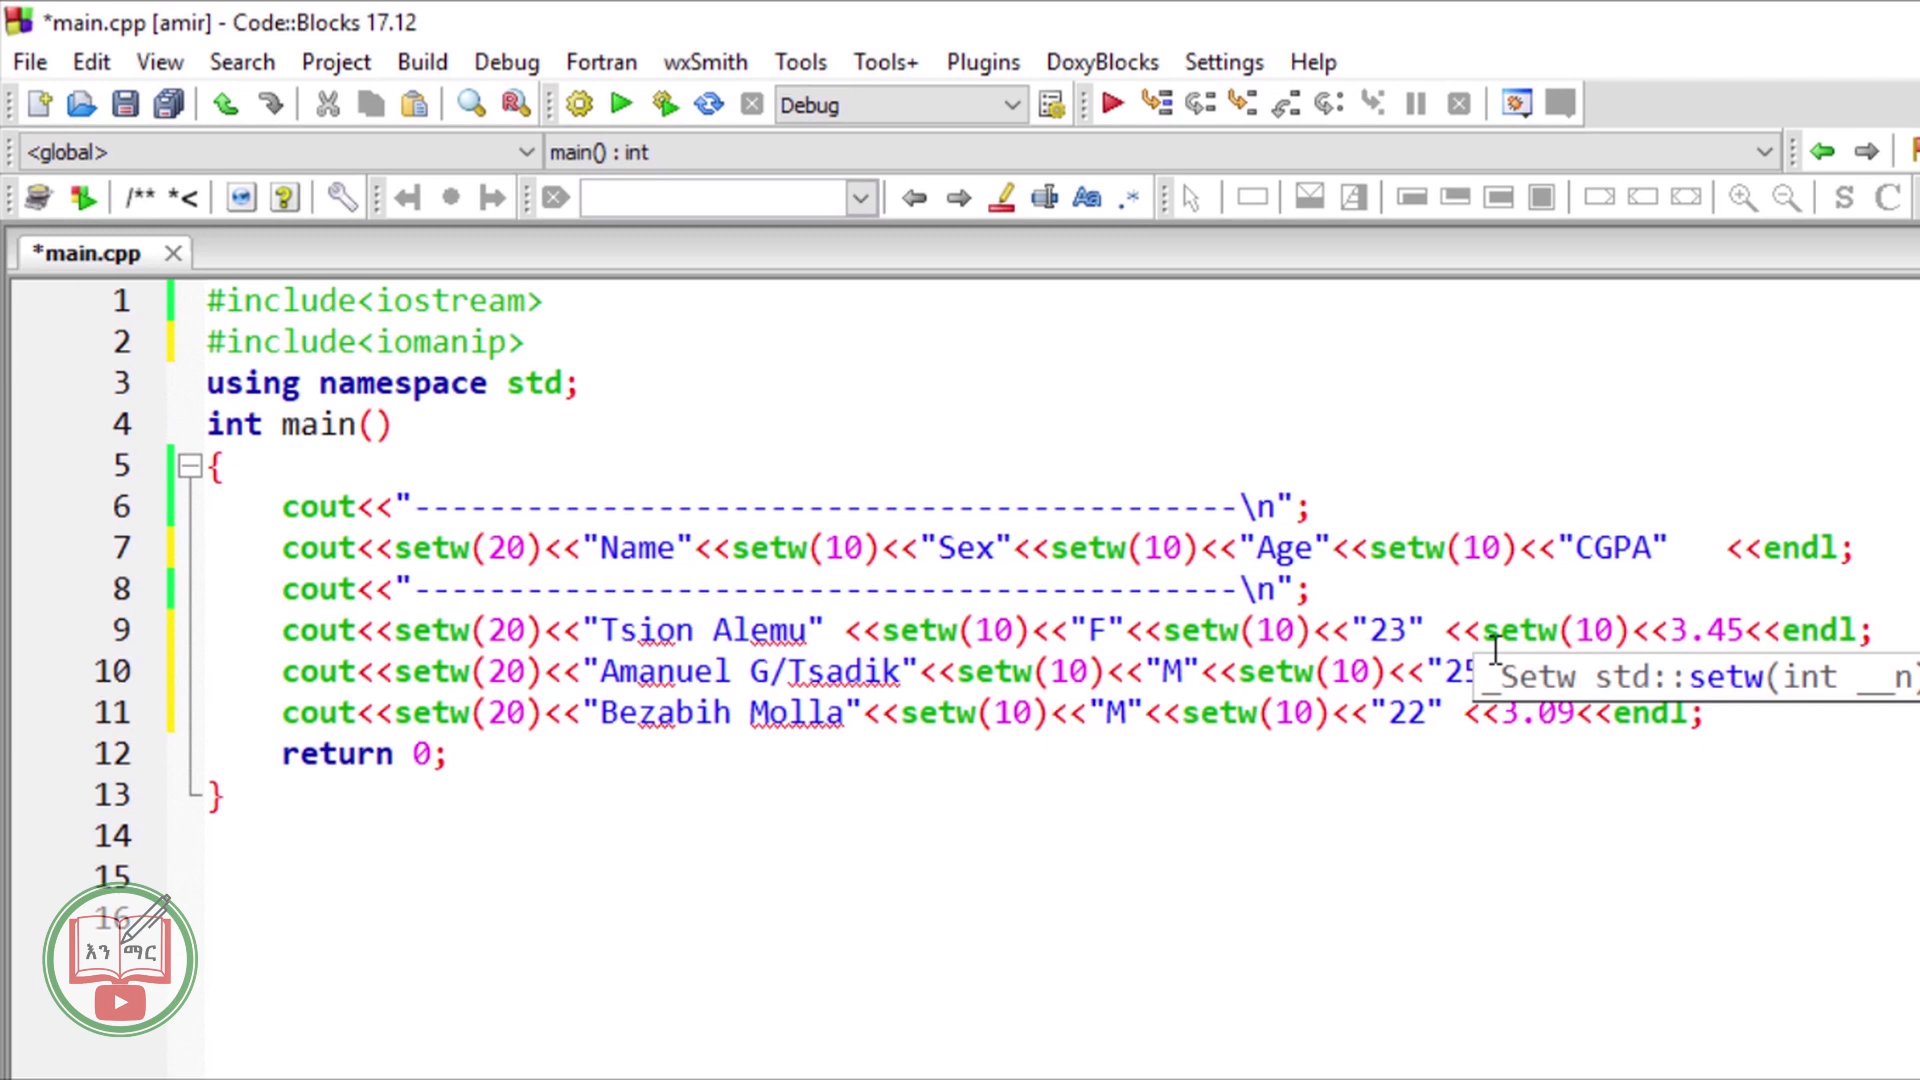 *main.cpp [amir] - Code::Blocks 17.12
File Edit View Search Project Build Debug Fortran wxSmith Tools Tools+ Plugins DoxyBlocks Settings Help
Debug
<global> main() : int
/** *<
S C
*main.cpp
1 #include<iostream>
2 #include<iomanip>
3 using namespace std;
4 int main()
5 {
6 cout<<"--------------------------------------------\n";
7 cout<<setw(20)<<"Name"<<setw(10)<<"Sex"<<setw(10)<<"Age"<<setw(10)<<"CGPA"   <<endl;
8 cout<<"--------------------------------------------\n";
9 cout<<setw(20)<<"Tsion Alemu" <<setw(10)<<"F"<<setw(10)<<"23" <<setw(10)<<3.45<<endl;
10 cout<<setw(20)<<"Amanuel G/Tsadik"<<setw(10)<<"M"<<setw(10)<<"25
_Setw std::setw(int __n)
11 cout<<setw(20)<<"Bezabih Molla"<<setw(10)<<"M"<<setw(10)<<"22" <<3.09<<endl;
12 return 0;
13 }
14
15
16
እን ማር